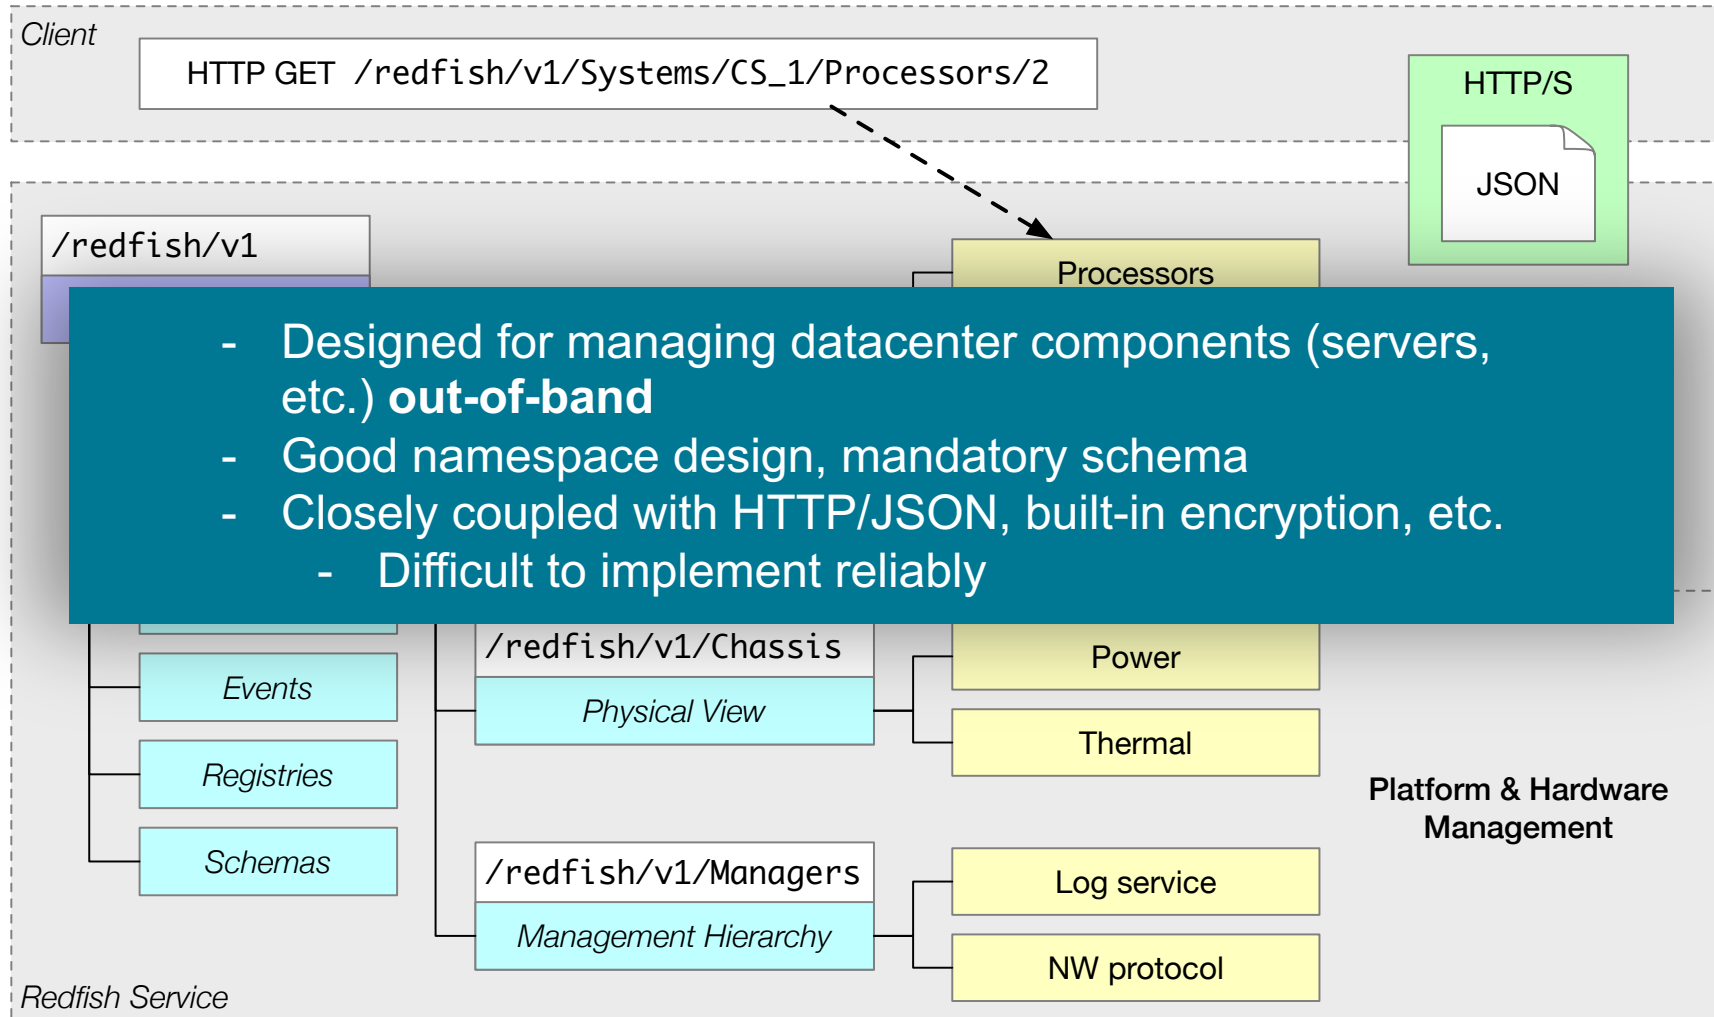 Client
HTTP GET /redfish/v1/Systems/CS_1/Processors/2
HTTP/S
JSON
/redfish/v1
Processors
- Designed for managing datacenter components (servers,
etc.) out-of-band
- Good namespace design, mandatory schema
- Closely coupled with HTTP/JSON, built-in encryption, etc.
- Difficult to implement reliably
/redfish/v1/Chassis
Physical View
Power
Thermal
Events
Registries
Schemas
Platform & Hardware
Management
/redfish/v1/Managers
Management Hierarchy
Log service
NW protocol
Redfish Service